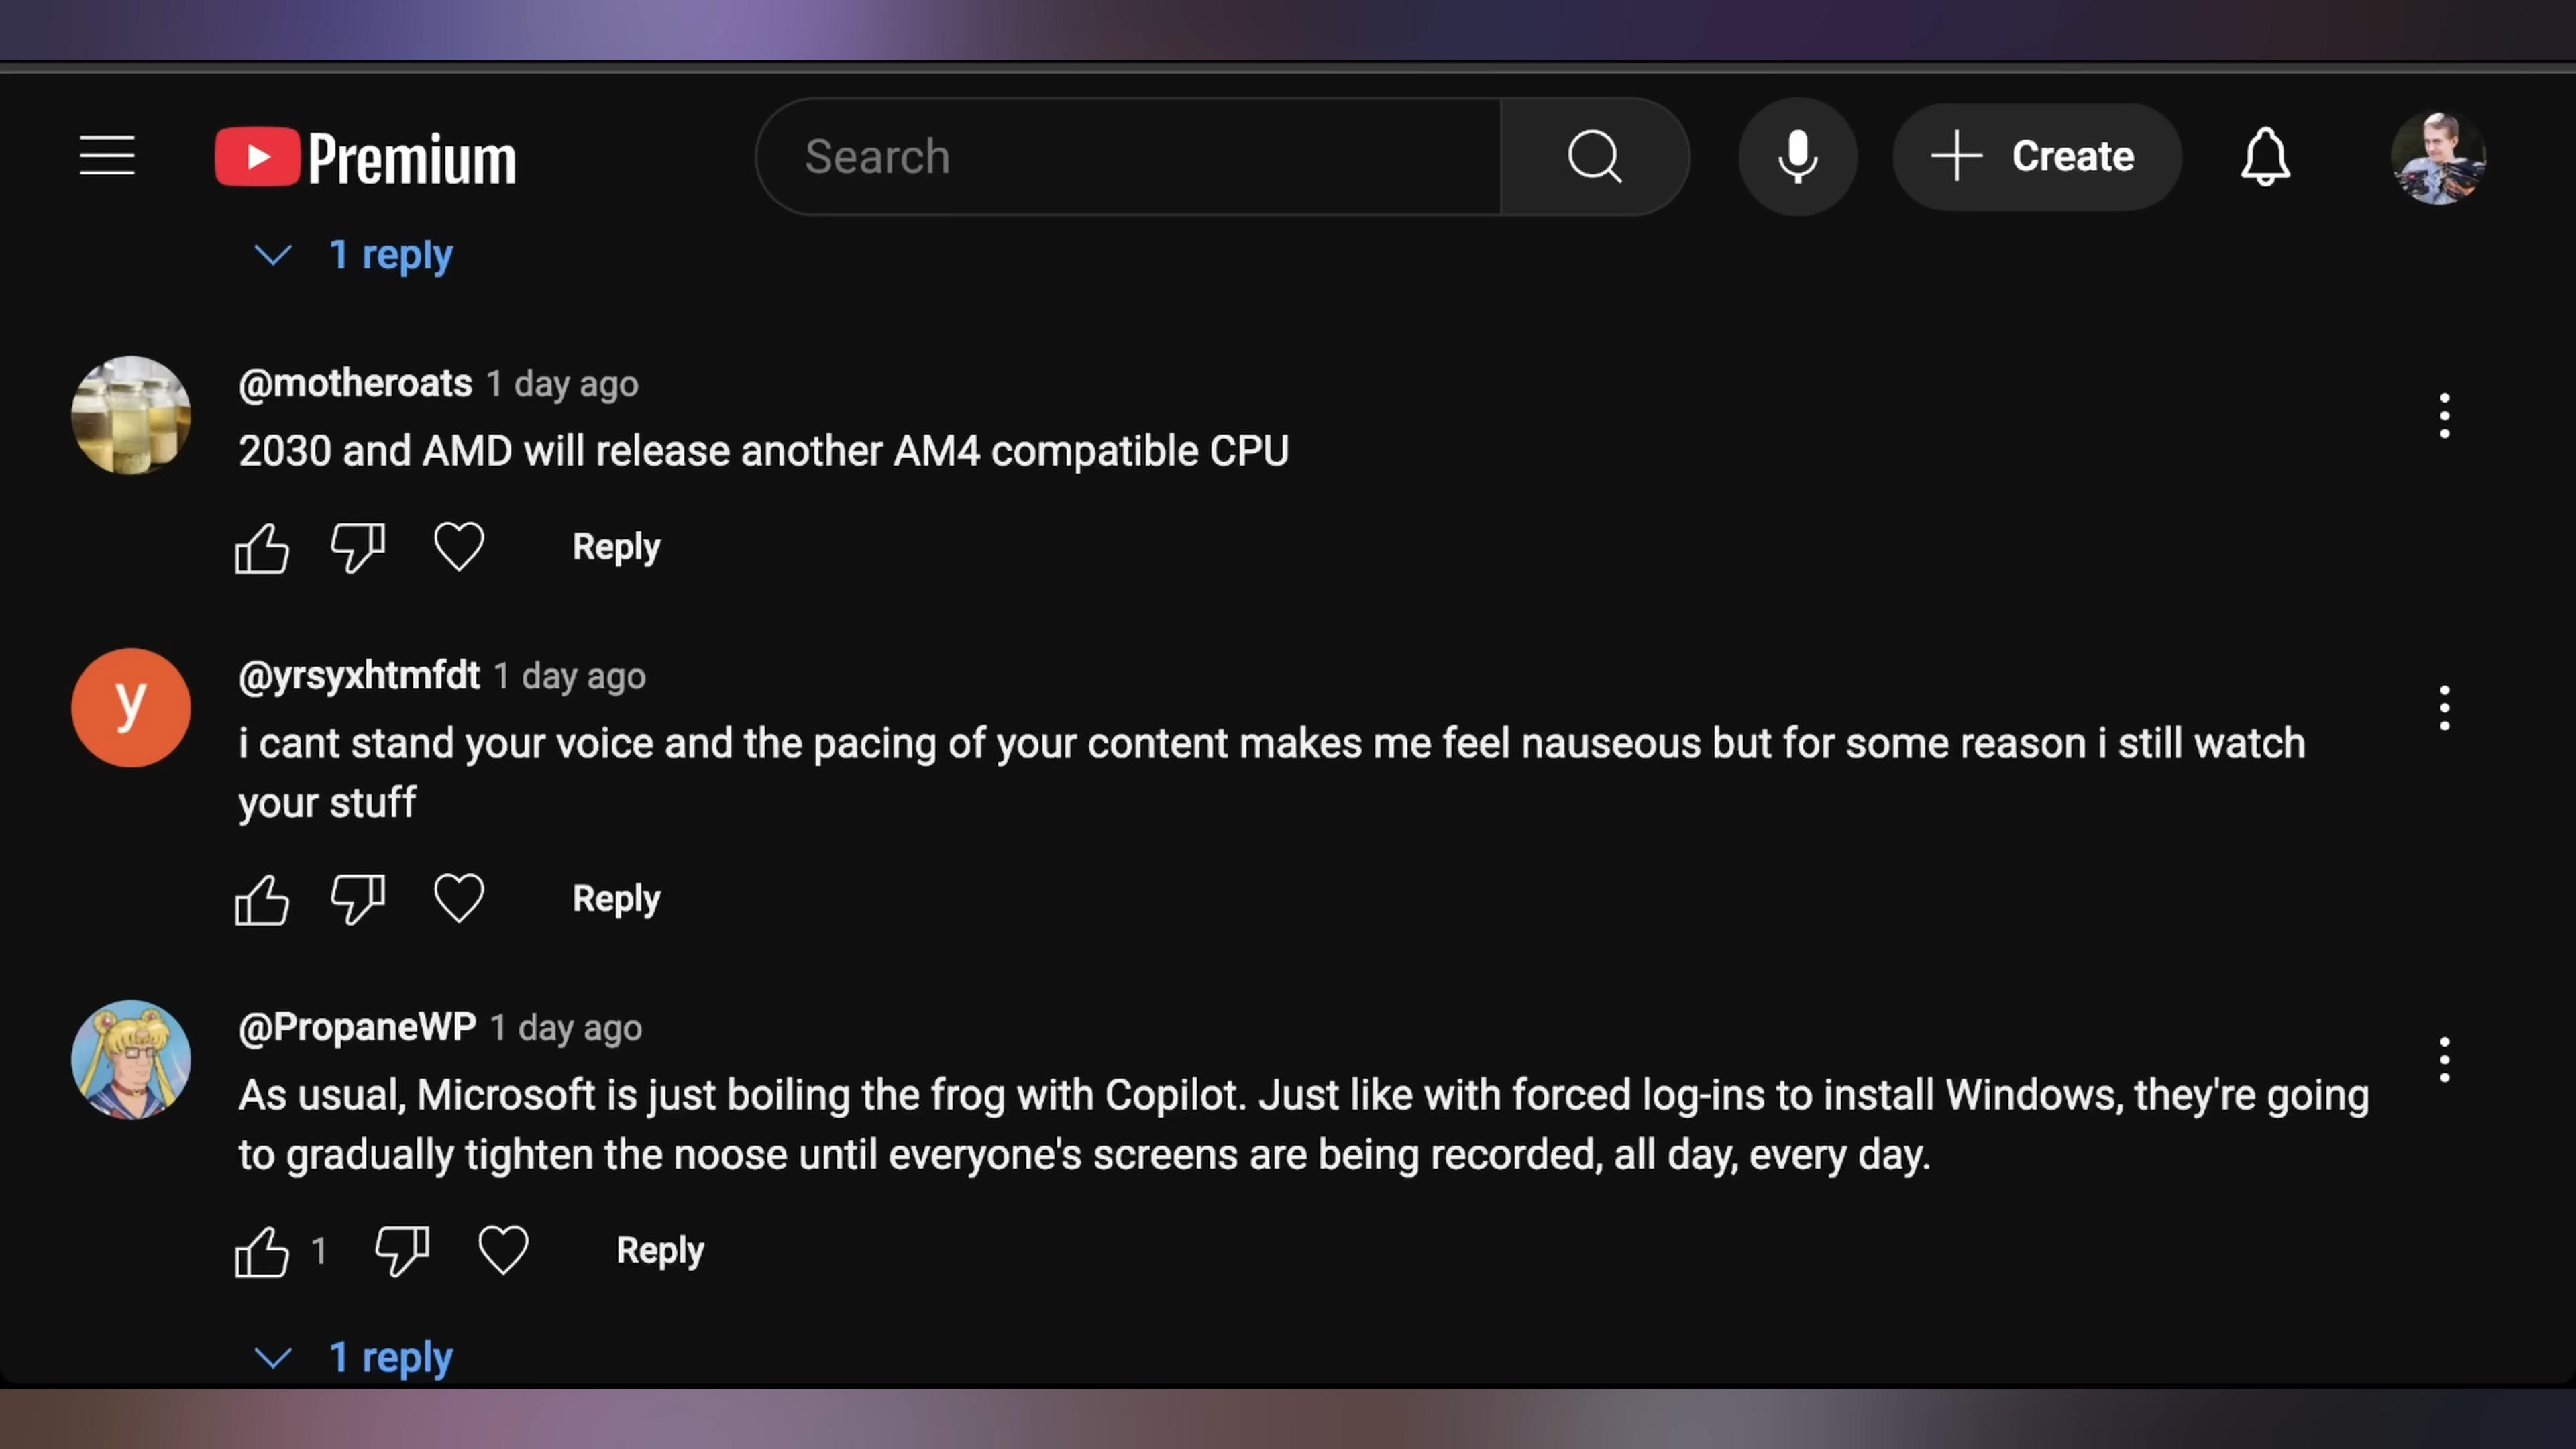 Premium
Search
Create
1 reply
@motheroats 1 day ago
2030 and AMD will release another AM4 compatible CPU
Reply
y
@yrsyxhtmfdt 1 day ago
i cant stand your voice and the pacing of your content makes me feel nauseous but for some reason i still watch
your stuff
Reply
@PropaneWP 1 day ago
As usual, Microsoft is just boiling the frog with Copilot. Just like with forced log-ins to install Windows, they're going
to gradually tighten the noose until everyone's screens are being recorded, all day, every day.
1 Reply
1 reply